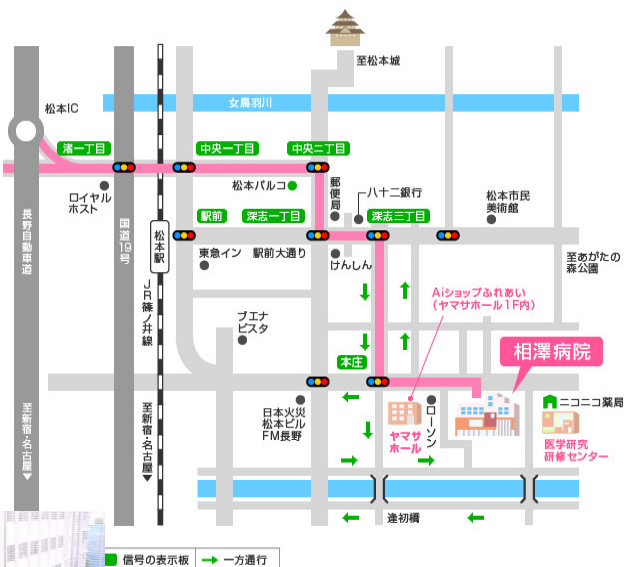 至松本城
女鳥羽川
松本IC
渚一丁目
中央一丁目
中央二丁目
ロイヤル
ホスト
松本パルコ
郵便局
八十二銀行
松本市民
美術館
長野自動車道
国道19号
松本駅
駅前
深志一丁目
深志三丁目
東急イン
駅前大通り
けんしん
至あがたの
森公園
JR篠ノ井線
Aiショップふれあい
(ヤマサホール1F内)
ブエナ
ビスタ
本庄
相澤病院
日本火災
松本ビル
FM長野
ヤマサ
ホール
ローソン
ニコニコ薬局
医学研究
研修センター
至新宿・名古屋
至新宿・名古屋
逢初橋
信号の表示板
一方通行